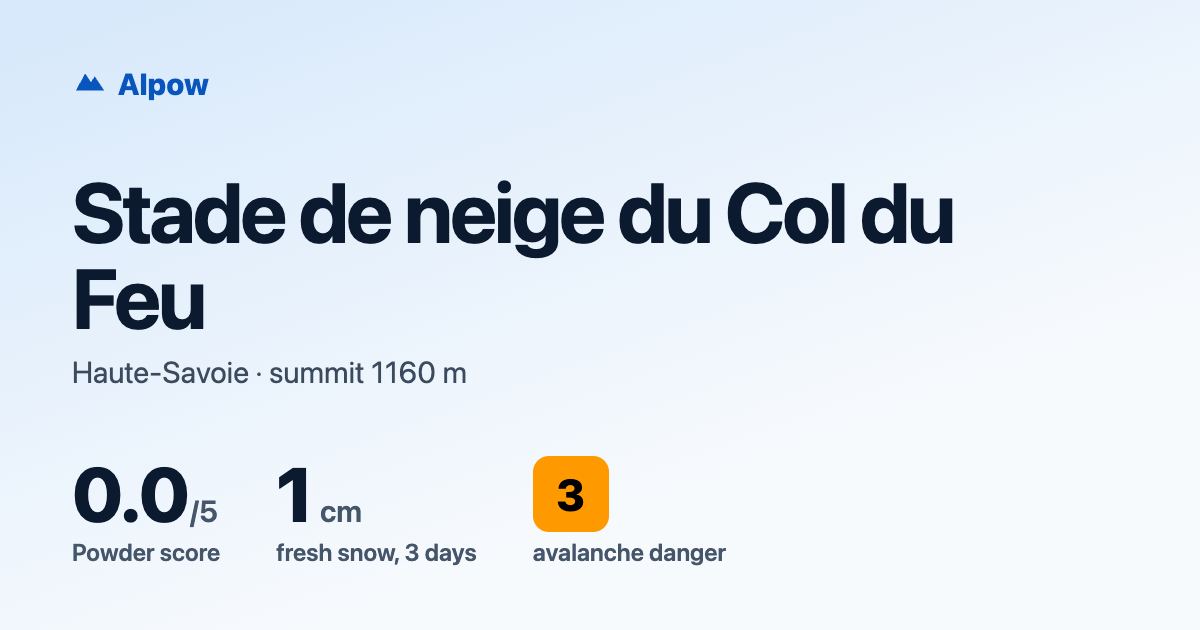 Alpow
Stade de neige du Col du
Feu
Haute-Savoie · summit 1160 m
0.0/5
Powder score
1 cm
fresh snow, 3 days
3
avalanche danger